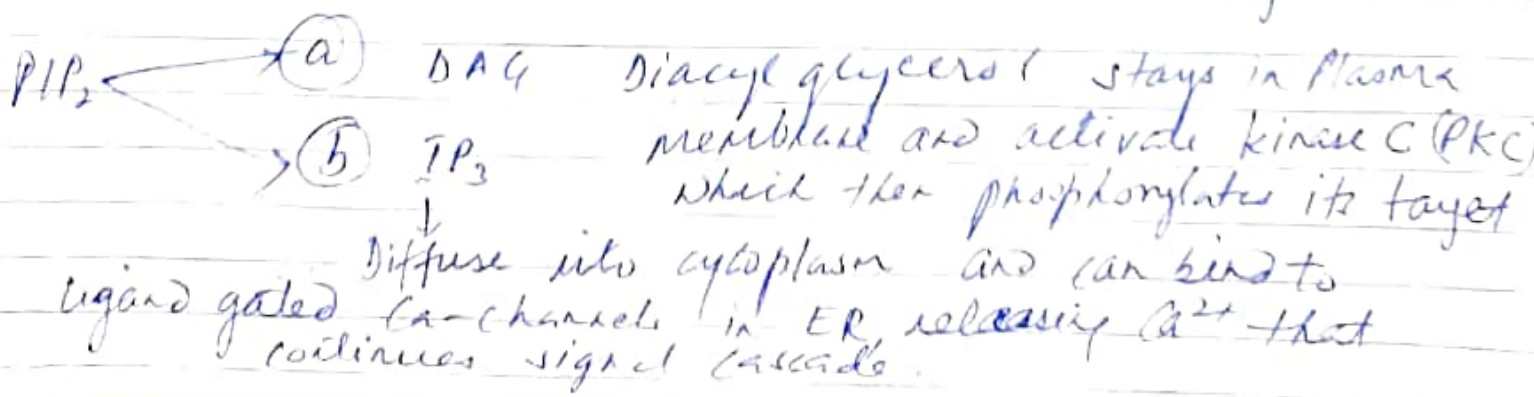 PIP₂ → (a) DAG Diacyl glycerol stays in Plasma
membrane and activate kinase C (PKC)
→ (b) IP₃ which then phosphorylates its target
↓
Diffuse into cytoplasm and can bind to
ligand gated Ca-channels in ER, releasing Ca²⁺ that
continues signal cascade.